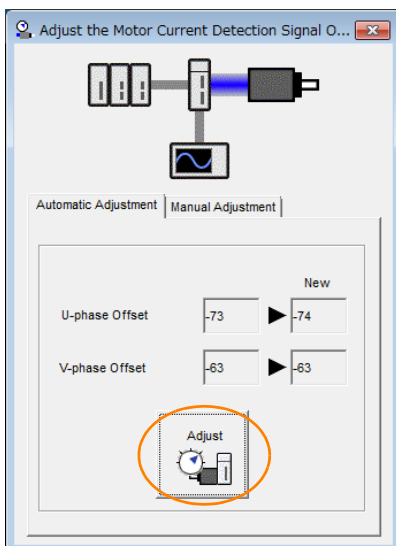 Adjust the Motor Current Detection Signal O...
Automatic Adjustment Manual Adjustment
New
U-phase Offset -73 -74
V-phase Offset -63 -63
Adjust